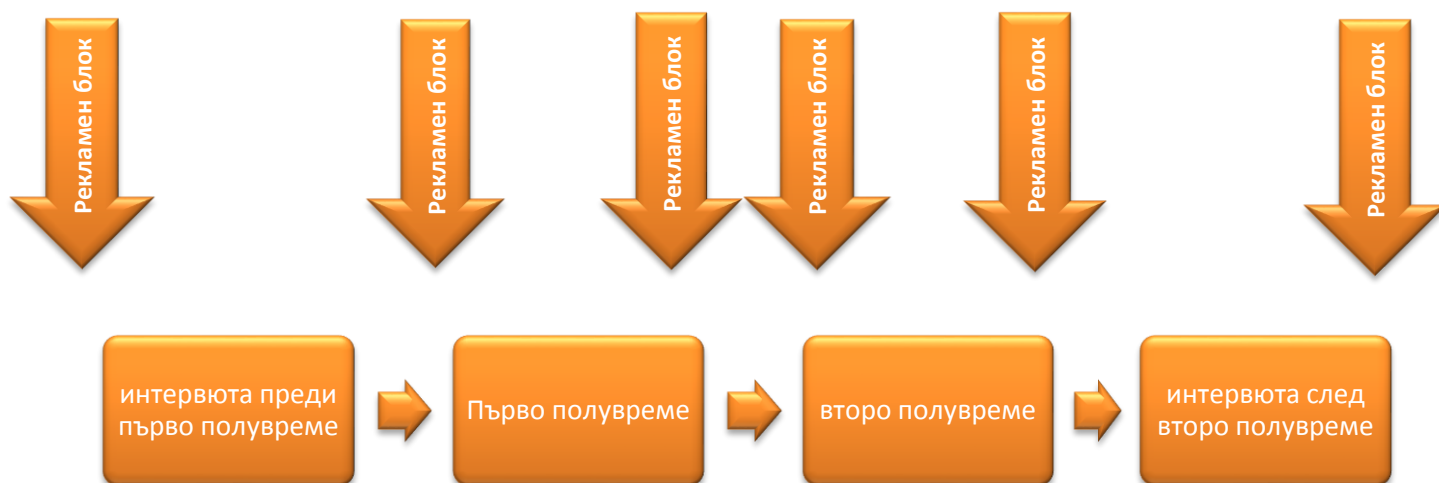 Рекламен блок
Рекламен блок
Рекламен блок
Рекламен блок
Рекламен блок
Рекламен блок
интервюта преди
първо полувреме
Първо полувреме
второ полувреме
интервюта след
второ полувреме